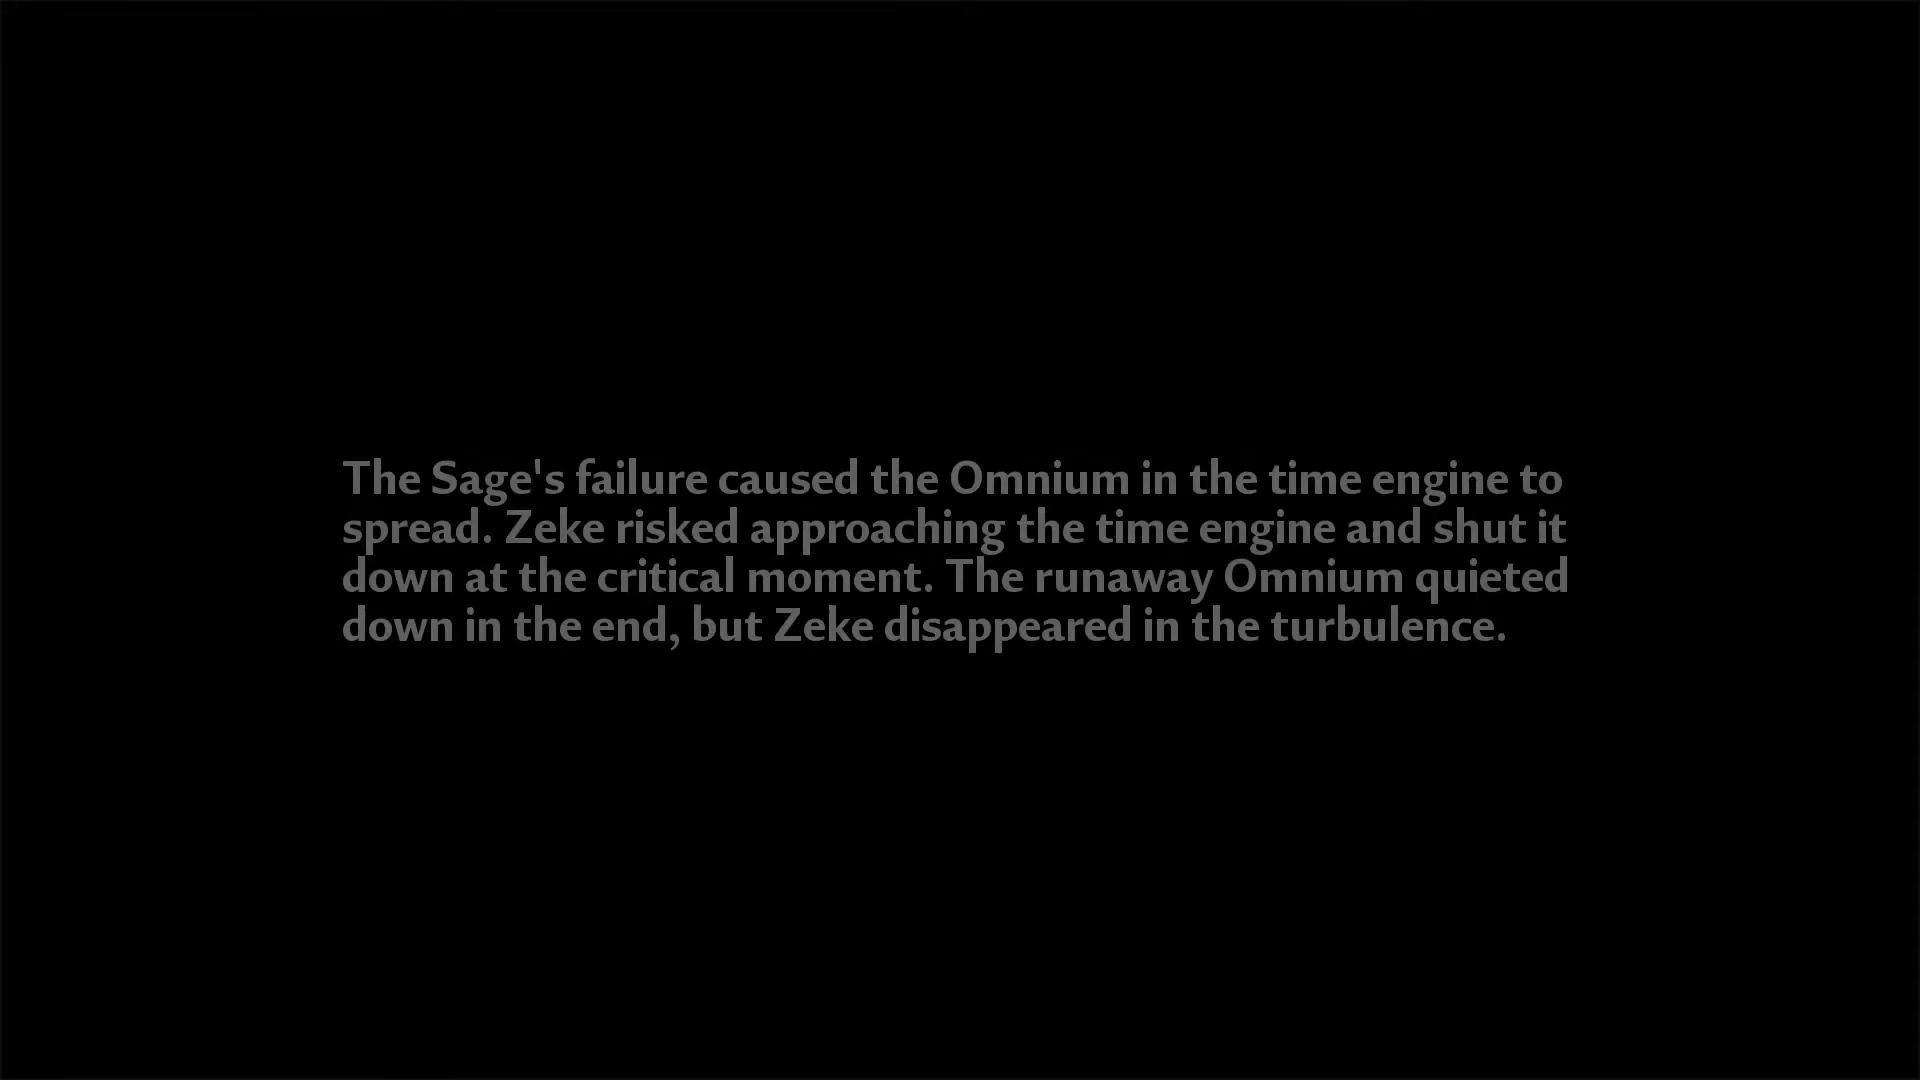 The Sage's failure caused the Omnium in the time engine to
spread. Zeke risked approaching the time engine and shut it
down at the critical moment. The runaway Omnium quieted
down in the end, but Zeke disappeared in the turbulence.